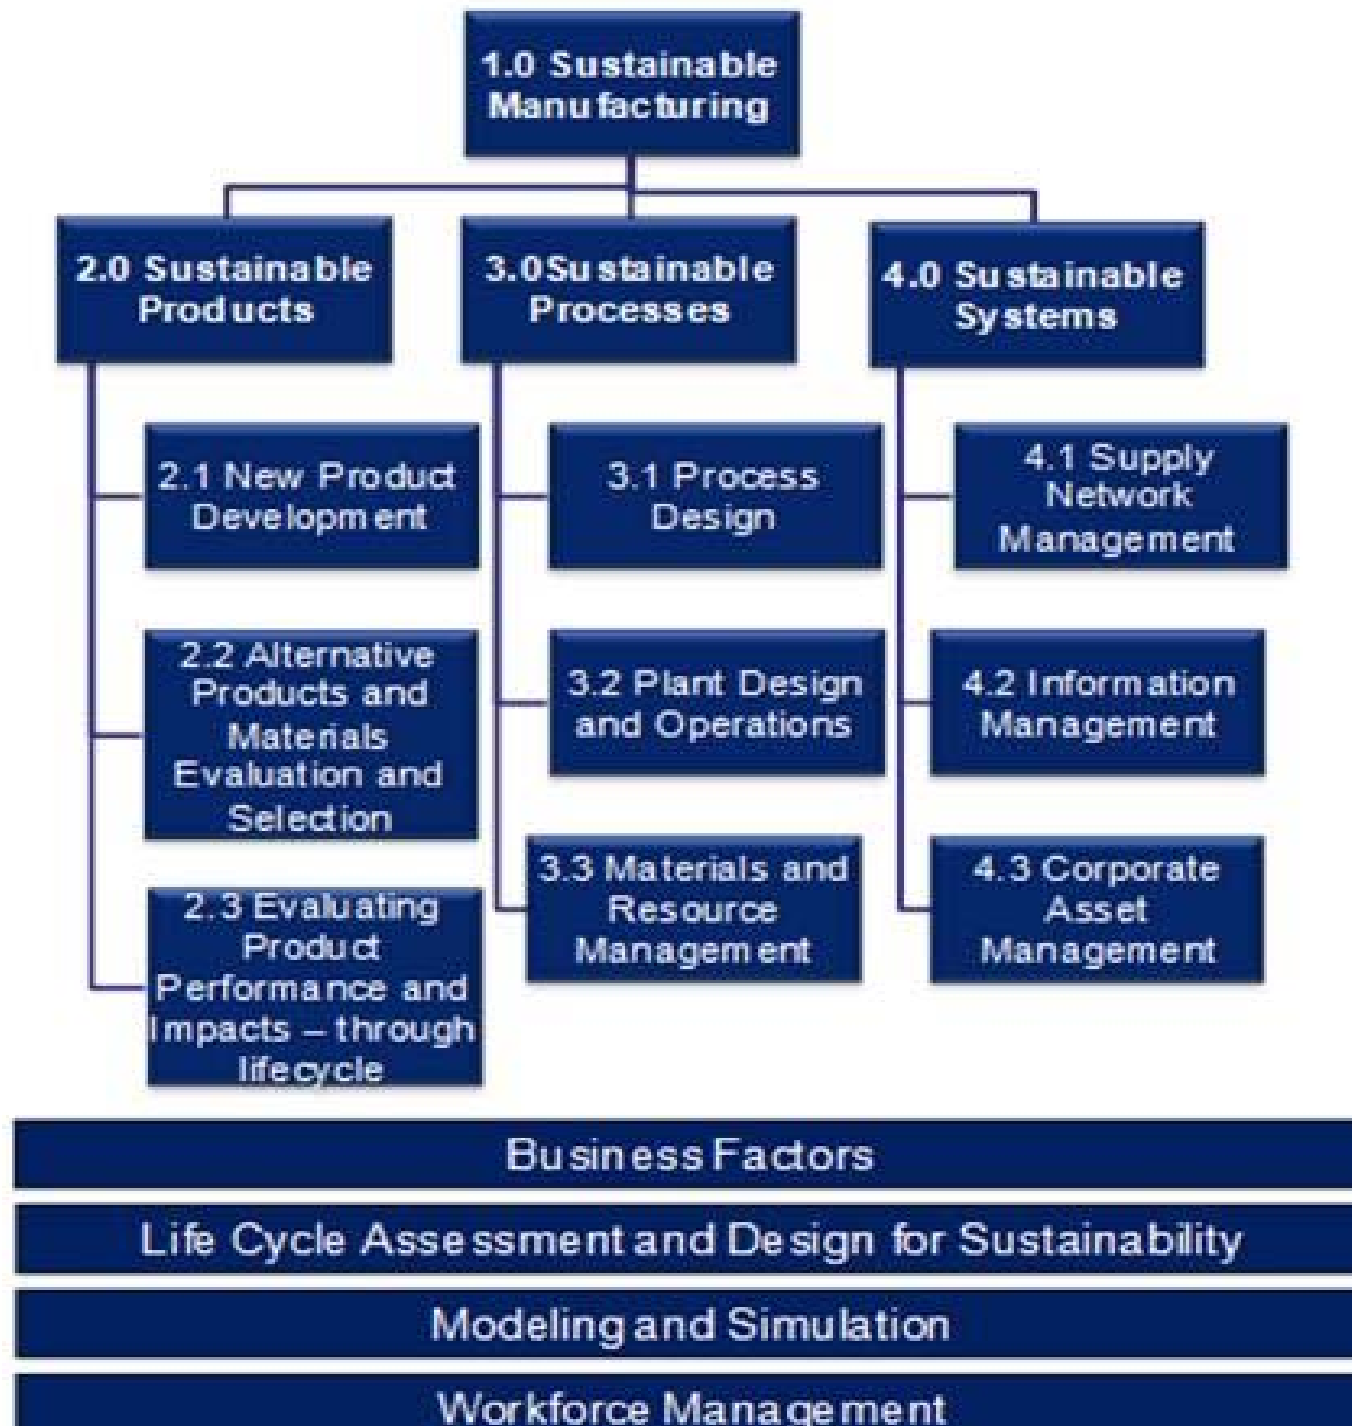 1.0 Sustainable
Manufacturing
2.0 Sustainable
Products
3.0Sustainable
Processes
4.0 Sustainable
Systems
2.1 New Product
Development
3.1 Process
Design
4.1 Supply
Network
Management
2.2 Alternative
Products and
Materials
Evaluation and
Selection
3.2 Plant Design
and Operations
4.2 Information
Management
2.3 Evaluating
Product
Performance and
Impacts – through
lifecycle
3.3 Materials and
Resource
Management
4.3 Corporate
Asset
Management
Business Factors
Life Cycle Assessment and Design for Sustainability
Modeling and Simulation
Workforce Management